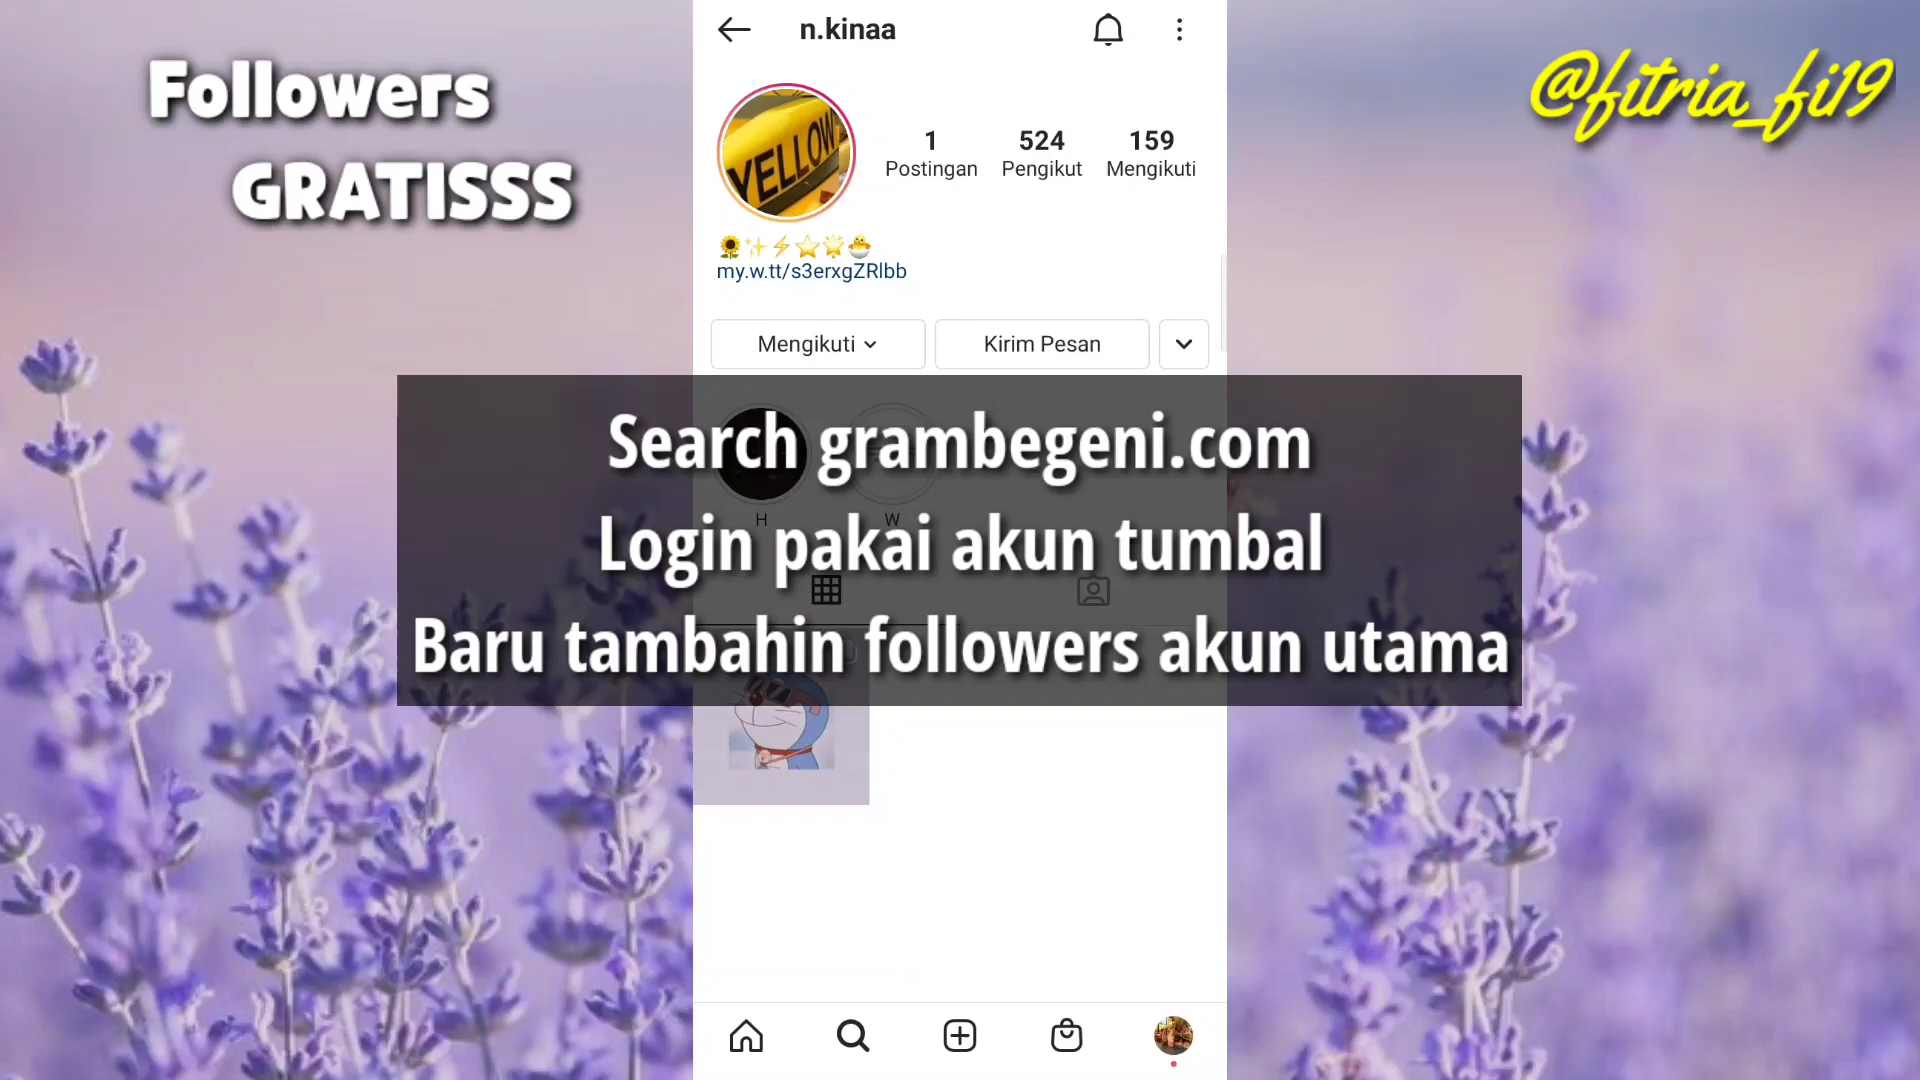 Followers
GRATISSS
@fitria_fi19
n.kinaa
YELLOW
1 524 159
Postingan Pengikut Mengikuti
my.w.tt/s3erxgZRlbb
Mengikuti Kirim Pesan
Search grambegeni.com
H W
Login pakai akun tumbal
Baru tambahin followers akun utama